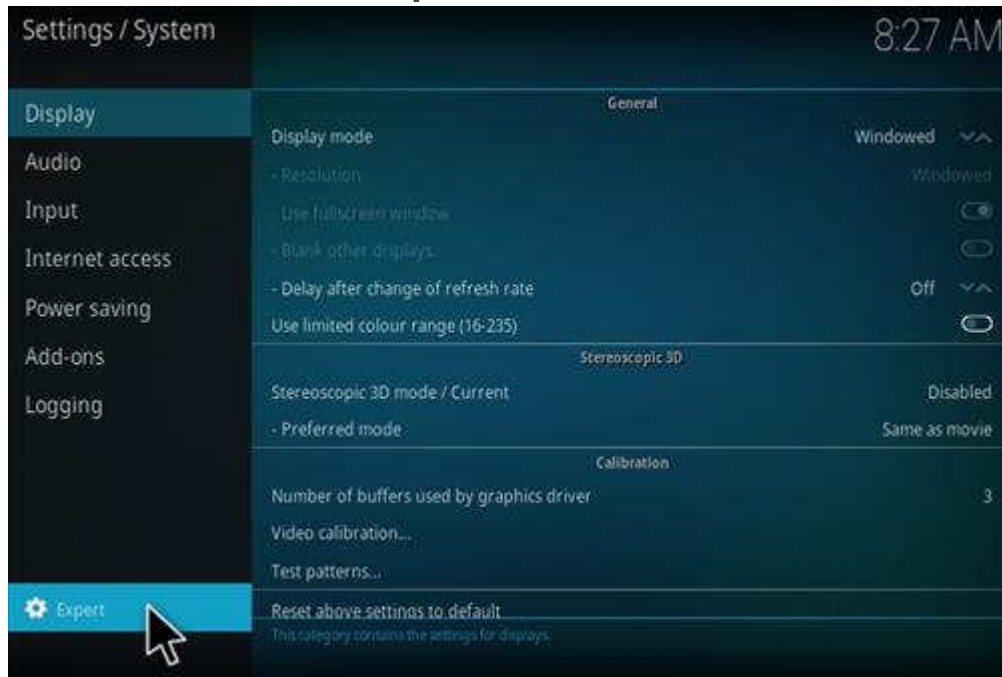 Settings / System
8:27 AM
Display
Audio
Input
Internet access
Power saving
Add-ons
Logging
Expert
General
Display mode Windowed
- Resolution Windowed
- Use fullscreen window
- Blank other displays
- Delay after change of refresh rate Off
Use limited colour range (16-235)
Stereoscopic 3D
Stereoscopic 3D mode / Current Disabled
- Preferred mode Same as movie
Calibration
Number of buffers used by graphics driver 3
Video calibration...
Test patterns...
Reset above settings to default
This category contains the settings for displays.